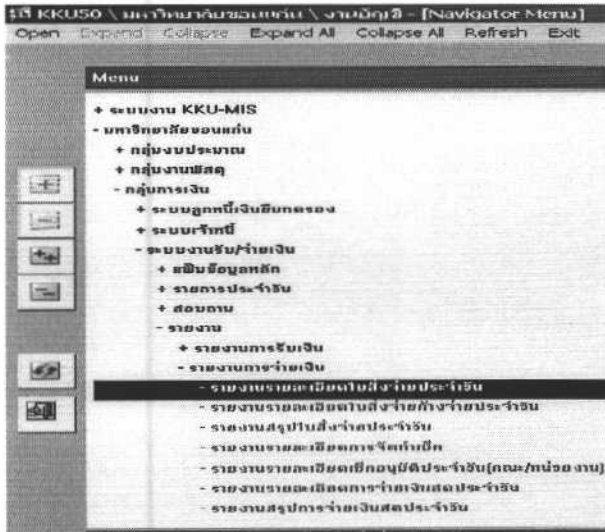 KKU50 \ มหาวิทยาลัยขอนแก่น \ งานบัญชี - [Navigator Menu]
Open Expand Collapse Expand All Collapse All Refresh Exit
Menu
+ ระบบงาน KKU-MIS
- มหาวิทยาลัยขอนแก่น
+ กลุ่มงบประมาณ
+ กลุ่มงานพัสดุ
- กลุ่มการเงิน
+ ระบบลูกหนี้เงินยืมทดรอง
+ ระบบเจ้าหนี้
- ระบบงานรับ/จ่ายเงิน
+ แฟ้มข้อมูลหลัก
+ รายการประจำวัน
+ สอบถาม
- รายงาน
+ รายงานการรับเงิน
- รายงานการจ่ายเงิน
- รายงานรายละเอียดใบสั่งจ่ายประจำวัน
- รายงานรายละเอียดใบสั่งจ่ายค้างจ่ายประจำวัน
- รายงานสรุปใบสั่งจ่ายประจำวัน
- รายงานรายละเอียดการจัดทำเช็ค
- รายงานรายละเอียดเช็กอนุมัติประจำวัน(คณะ/หน่วยงาน)
- รายงานรายละเอียดการจ่ายเงินสดประจำวัน
- รายงานสรุปการจ่ายเงินสดประจำวัน